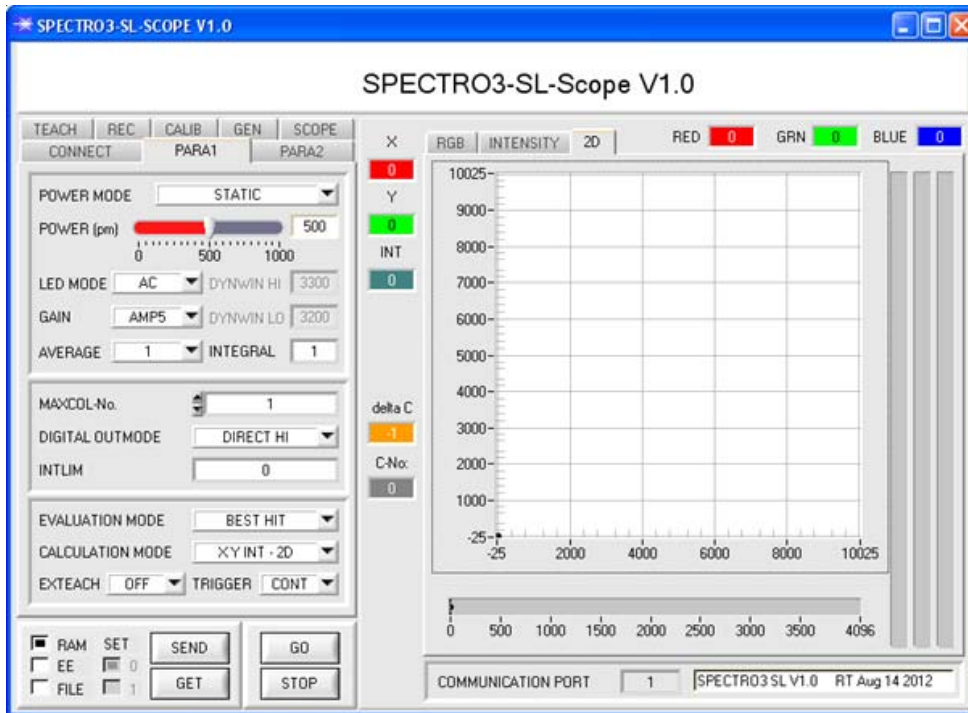 SPECTRO3-SL-SCOPE V1.0
SPECTRO3-SL-Scope V1.0
TEACH REC CALIB GEN SCOPE
CONNECT PARA1 PARA2
POWER MODE STATIC
POWER (pm) 500
0 500 1000
LED MODE AC DYNWIN HI 3300
GAIN AMP5 DYNWIN LO 3200
AVERAGE 1 INTEGRAL 1
MAXCOL-No. 1
DIGITAL OUTMODE DIRECT HI
INTLIM 0
EVALUATION MODE BEST HIT
CALCULATION MODE X Y INT - 2D
EXTEACH OFF TRIGGER CONT
RAM SET SEND GO
EE 0
FILE 1 GET STOP
X
0
Y
0
INT
0
delta C
-1
C-No:
0
RGB INTENSITY 2D RED 0 GRN 0 BLUE 0
10025
9000
8000
7000
6000
5000
4000
3000
2000
1000
-25
-25 2000 4000 6000 8000 10025
0 500 1000 1500 2000 2500 3000 3500 4096
COMMUNICATION PORT 1 SPECTRO3 SL V1.0 RT Aug 14 2012